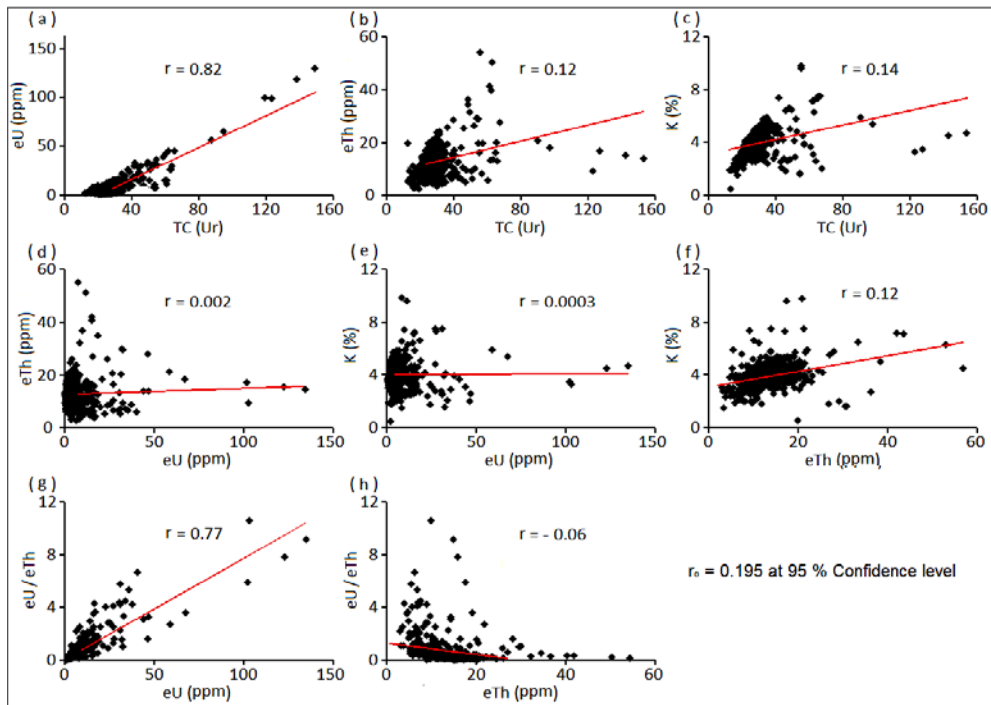 ( a )
150
100
50
0
eU (ppm)
r = 0.82
0 40 80 120 160
TC (Ur)
( b )
60
40
20
0
eTh (ppm)
r = 0.12
0 40 80 120 160
TC (Ur)
( c )
12
8
4
0
K (%)
r = 0.14
0 40 80 120 160
TC (Ur)
( d )
60
40
20
0
eTh (ppm)
r = 0.002
0 50 100 150
eU (ppm)
( e )
12
8
4
0
K (%)
r = 0.0003
0 50 100 150
eU (ppm)
( f )
12
8
4
0
K (%)
r = 0.12
0 20 40 60
eTh (ppm)
( g )
12
8
4
0
eU / eTh
r = 0.77
0 50 100 150
eU (ppm)
( h )
12
8
4
0
eU / eTh
r = - 0.06
0 20 40 60
eTh (ppm)
= 0.195 at 95 % Confidence level